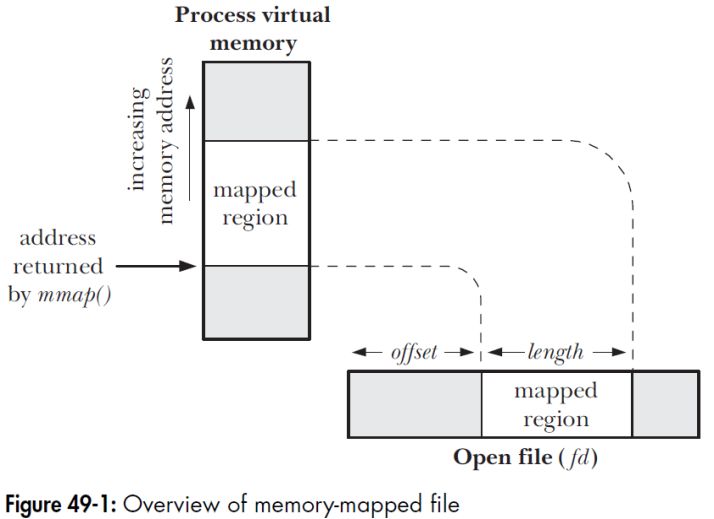 Process virtual
memory
increasing
memory address
mapped
region
address
returned
by mmap()
offset
length
mapped
region
Open file (fd)
Figure 49-1: Overview of memory-mapped file